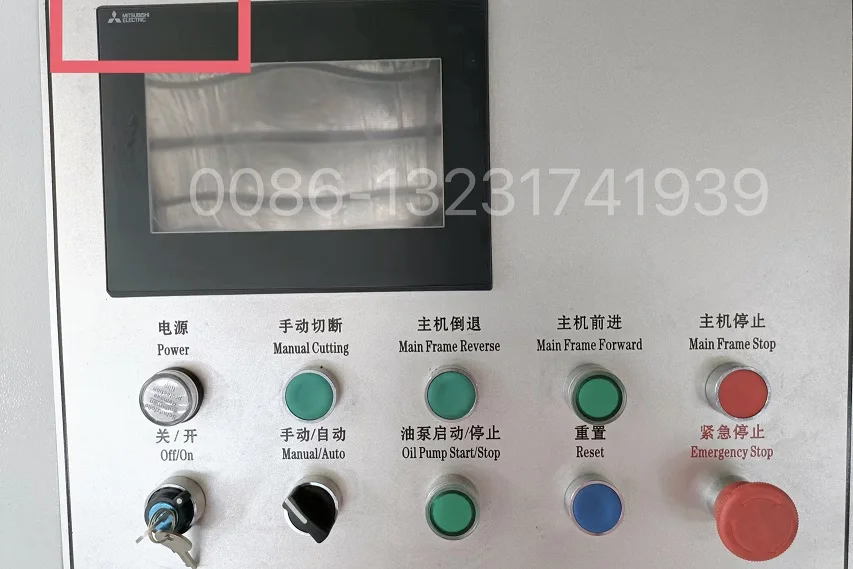 MITSUBISHI
ELECTRIC
0086-13231741939
电源
Power
手动切断
Manual Cutting
主机倒退
Main Frame Reverse
主机前进
Main Frame Forward
主机停止
Main Frame Stop
关/开
Off/On
手动/自动
Manual/Auto
油泵启动/停止
Oil Pump Start/Stop
重置
Reset
紧急停止
Emergency Stop